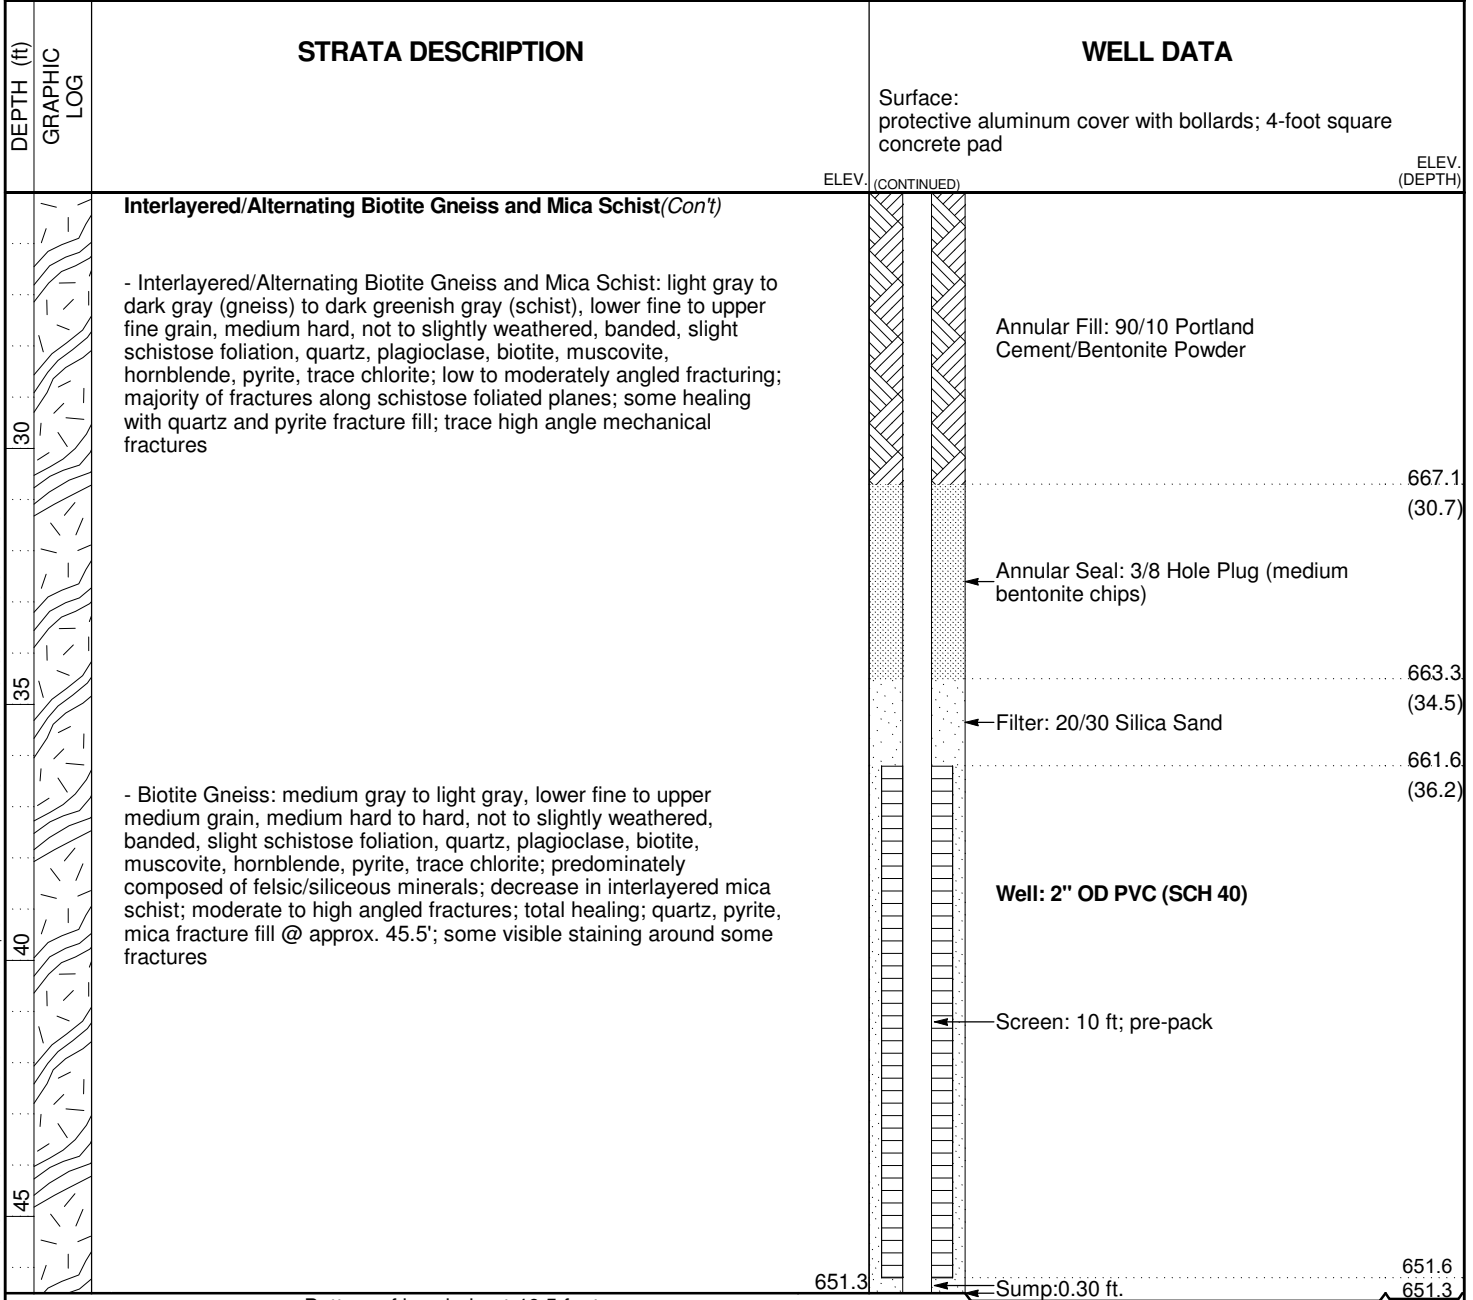 DEPTH (ft)
GRAPHIC
LOG
STRATA DESCRIPTION
ELEV.
WELL DATA
Surface:
protective aluminum cover with bollards; 4-foot square
concrete pad
ELEV.
(DEPTH)
(CONTINUED)
Interlayered/Alternating Biotite Gneiss and Mica Schist(Con't)
- Interlayered/Alternating Biotite Gneiss and Mica Schist: light gray to
dark gray (gneiss) to dark greenish gray (schist), lower fine to upper
fine grain, medium hard, not to slightly weathered, banded, slight
schistose foliation, quartz, plagioclase, biotite, muscovite,
hornblende, pyrite, trace chlorite; low to moderately angled fracturing;
majority of fractures along schistose foliated planes; some healing
with quartz and pyrite fracture fill; trace high angle mechanical
fractures
Annular Fill: 90/10 Portland
Cement/Bentonite Powder
30
667.1
(30.7)
Annular Seal: 3/8 Hole Plug (medium
bentonite chips)
35
663.3
(34.5)
Filter: 20/30 Silica Sand
661.6
(36.2)
- Biotite Gneiss: medium gray to light gray, lower fine to upper
medium grain, medium hard to hard, not to slightly weathered,
banded, slight schistose foliation, quartz, plagioclase, biotite,
muscovite, hornblende, pyrite, trace chlorite; predominately
composed of felsic/siliceous minerals; decrease in interlayered mica
schist; moderate to high angled fractures; total healing; quartz, pyrite,
mica fracture fill @ approx. 45.5'; some visible staining around some
fractures
Well: 2" OD PVC (SCH 40)
40
Screen: 10 ft; pre-pack
45
651.6
651.3
Sump:0.30 ft.
651.3